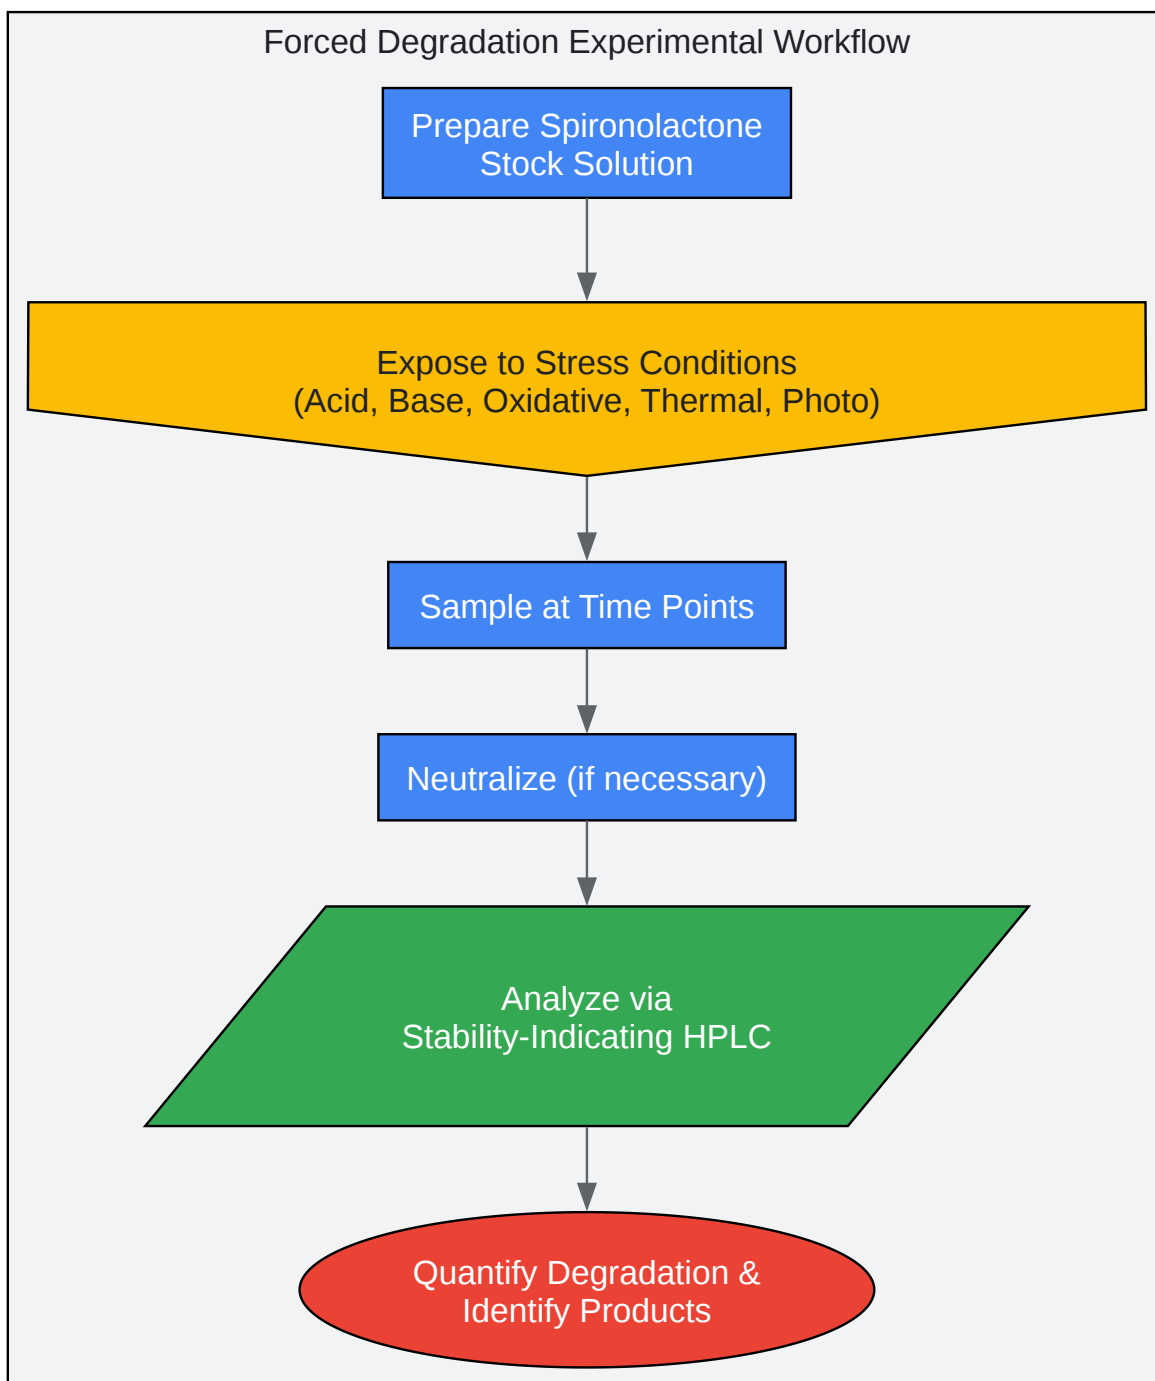 Forced Degradation Experimental Workflow
Prepare Spironolactone
Stock Solution
Expose to Stress Conditions
(Acid, Base, Oxidative, Thermal, Photo)
Sample at Time Points
Neutralize (if necessary)
Analyze via
Stability-Indicating HPLC
Quantify Degradation &
Identify Products